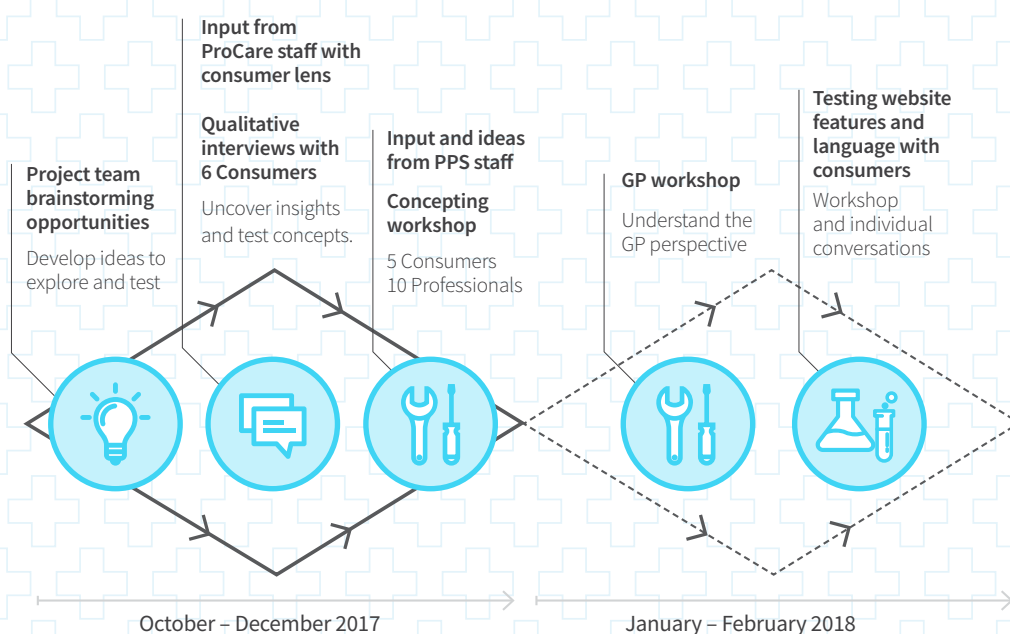 Project team
brainstorming
opportunities
Develop ideas to
explore and test
Input from
ProCare staff with
consumer lens
Qualitative
interviews with
6 Consumers
Uncover insights
and test concepts.
Input and ideas
from PPS staff
Concepting
workshop
5 Consumers
10 Professionals
GP workshop
Understand the
GP perspective
Testing website
features and
language with
consumers
Workshop
and individual
conversations
October – December 2017
January – February 2018